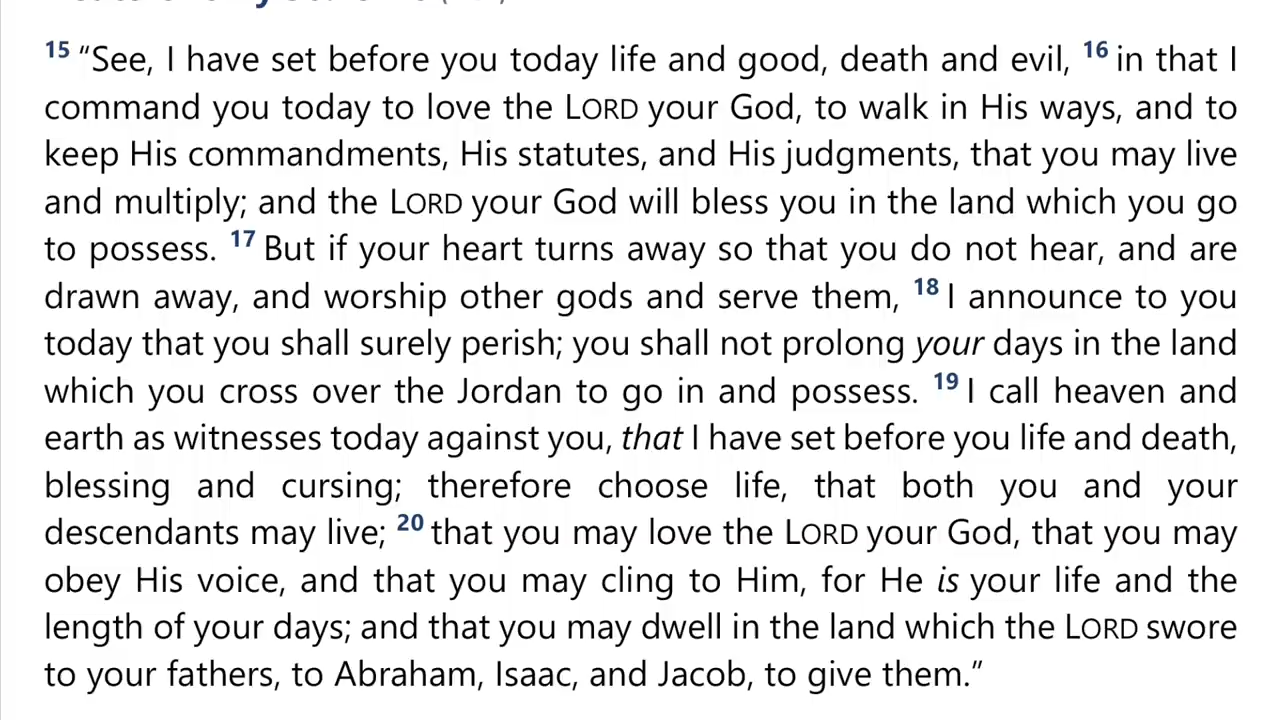 15 “See, I have set before you today life and good, death and evil, 16 in that I
command you today to love the LORD your God, to walk in His ways, and to
keep His commandments, His statutes, and His judgments, that you may live
and multiply; and the LORD your God will bless you in the land which you go
to possess. 17 But if your heart turns away so that you do not hear, and are
drawn away, and worship other gods and serve them, 18 I announce to you
today that you shall surely perish; you shall not prolong your days in the land
which you cross over the Jordan to go in and possess. 19 I call heaven and
earth as witnesses today against you, that I have set before you life and death,
blessing and cursing; therefore choose life, that both you and your
descendants may live; 20 that you may love the LORD your God, that you may
obey His voice, and that you may cling to Him, for He is your life and the
length of your days; and that you may dwell in the land which the LORD swore
to your fathers, to Abraham, Isaac, and Jacob, to give them.”